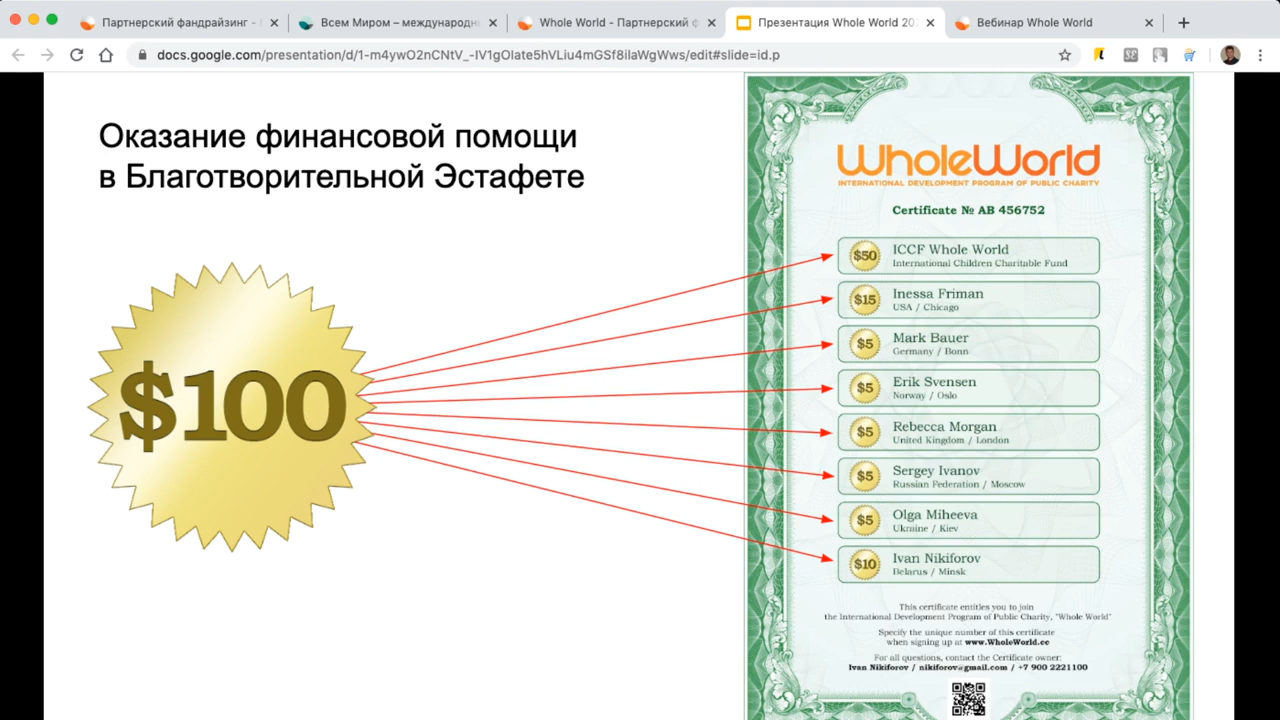 Партнерский фандрайзинг -
Всем Миром – международн
Whole World - Партнерский ф
Презентация Whole World 20
Вебинар Whole World
docs.google.com/presentation/d/1-m4ywO2nCNtV_-IV1gOlate5hVLiu4mGSf8ilaWgWws/edit#slide=id.p
Оказание финансовой помощи
в Благотворительной Эстафете
$100
WholeWorld
INTERNATIONAL DEVELOPMENT PROGRAM OF PUBLIC CHARITY
Certificate № AB 456752
$50 ICCF Whole World
International Children Charitable Fund
$15 Inessa Friman
USA / Chicago
$5 Mark Bauer
Germany / Bonn
$5 Erik Svensen
Norway / Oslo
$5 Rebecca Morgan
United Kingdom / London
$5 Sergey Ivanov
Russian Federation / Moscow
$5 Olga Miheeva
Ukraine / Kiev
$10 Ivan Nikiforov
Belarus / Minsk
This certificate entitles you to join
the International Development Program of Public Charity, "Whole World"
Specify the unique number of this certificate
when signing up at www.WholeWorld.ee
For all questions, contact the Certificate owner:
Ivan Nikiforov / nikiforov@gmail.com / +7 900 2221100